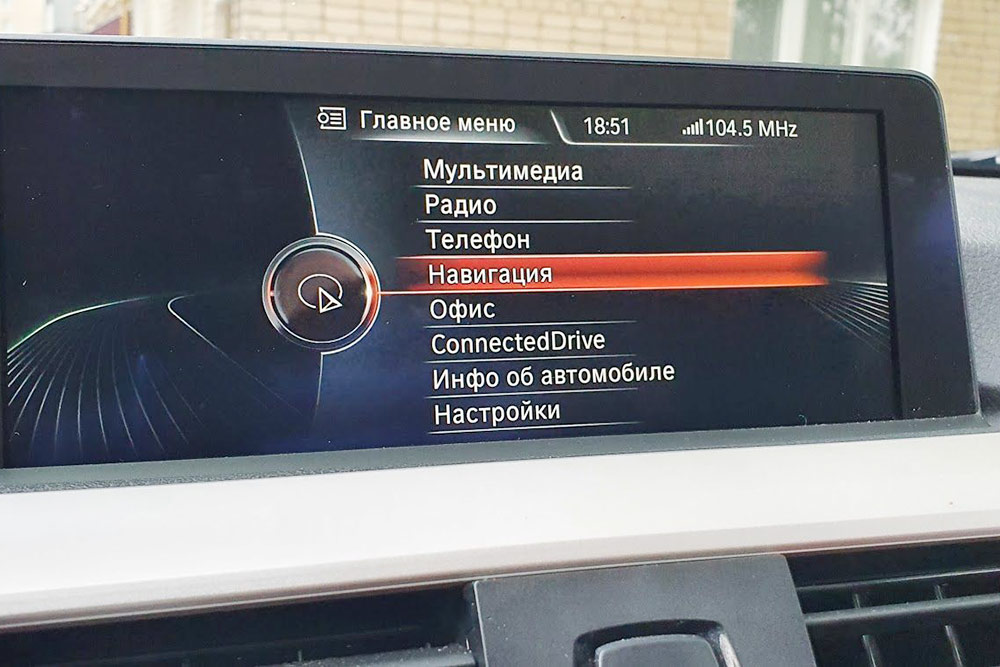 Главное меню 18:51 104.5 MHz
Мультимедиа
Радио
Телефон
Навигация
Офис
ConnectedDrive
Инфо об автомобиле
Настройки